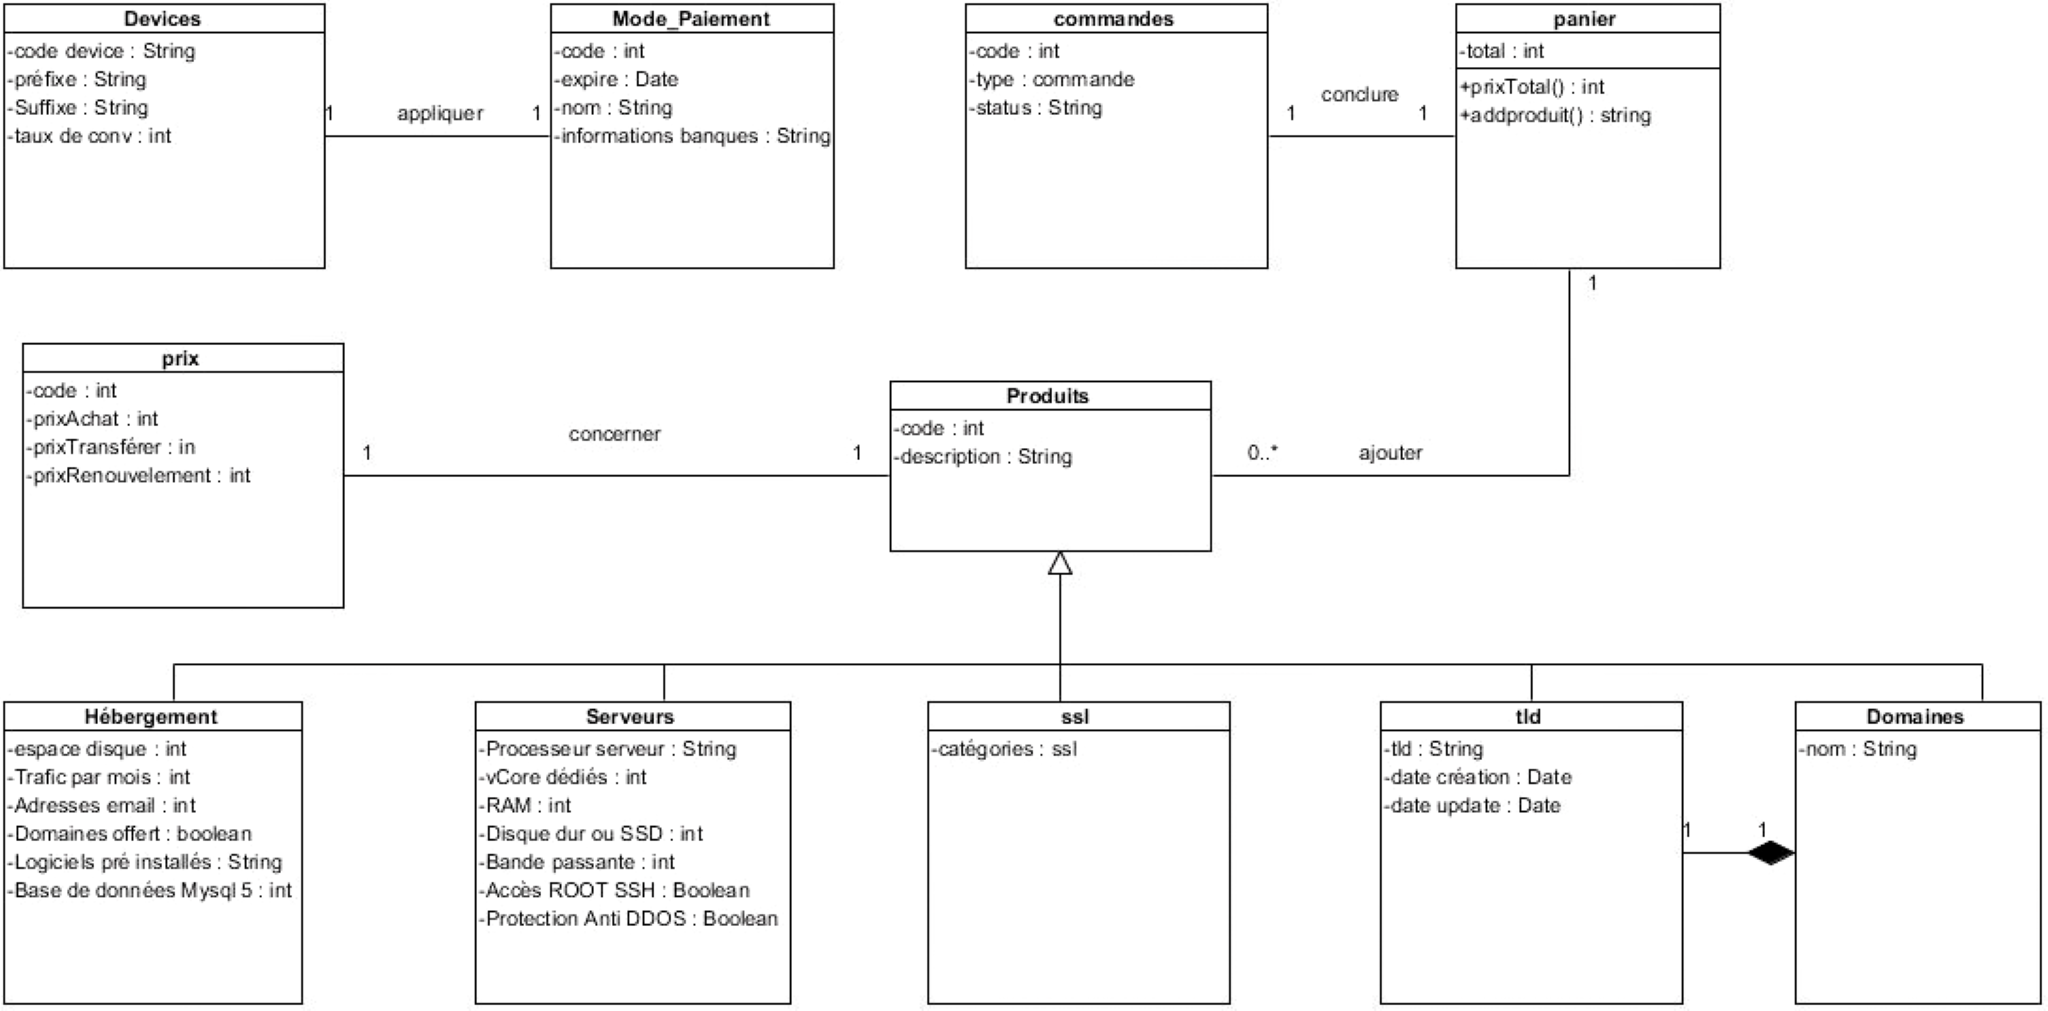 Devices
-code device : String
-préfixe : String
-Suffixe : String
-taux de conv : int
1
appliquer
1
Mode_Paiement
-code : int
-expire : Date
-nom : String
-informations banques : String
commandes
-code : int
-type : commande
-status : String
1
conclure
1
panier
-total : int
+prixTotal() : int
+addproduit() : string
1
prix
-code : int
-prixAchat : int
-prixTransférer : in
-prixRenouvelement : int
1
concerner
1
Produits
-code : int
-description : String
0..*
ajouter
Hébergement
-espace disque : int
-Trafic par mois : int
-Adresses email : int
-Domaines offert : boolean
-Logiciels pré installés : String
-Base de données Mysql 5 : int
Serveurs
-Processeur serveur : String
-vCore dédiés : int
-RAM : int
-Disque dur ou SSD : int
-Bande passante : int
-Accès ROOT SSH : Boolean
-Protection Anti DDOS : Boolean
ssl
-catégories : ssl
tld
-tld : String
-date création : Date
-date update : Date
1
1
Domaines
-nom : String